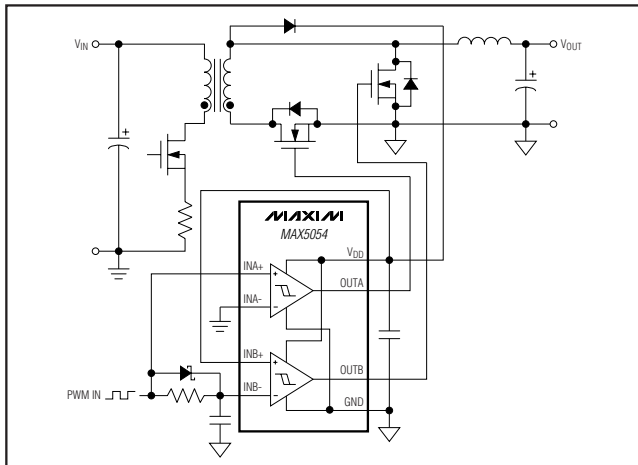 VIN
VOUT
MAXIM
MAX5054
VDD
INA+
OUTA
INA-
INB+
PWM IN
INB-
OUTB
GND